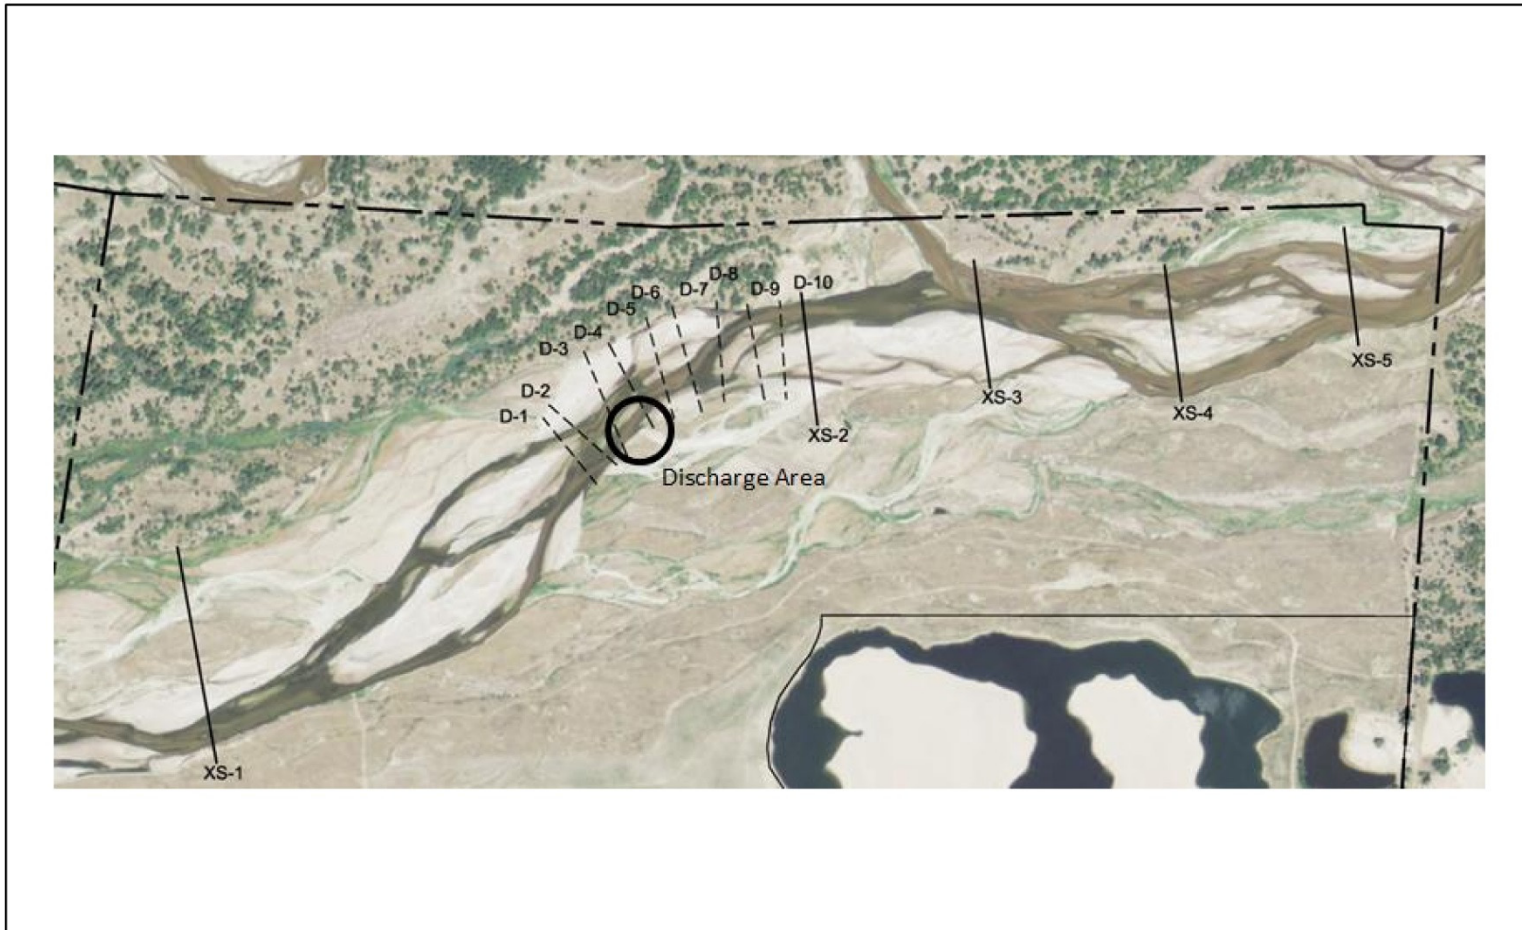 D-8
D-10
D-7
D-9
D-6
D-5
D-4
D-3
D-2
D-1
XS-5
XS-3
XS-4
XS-2
Discharge Area
XS-1